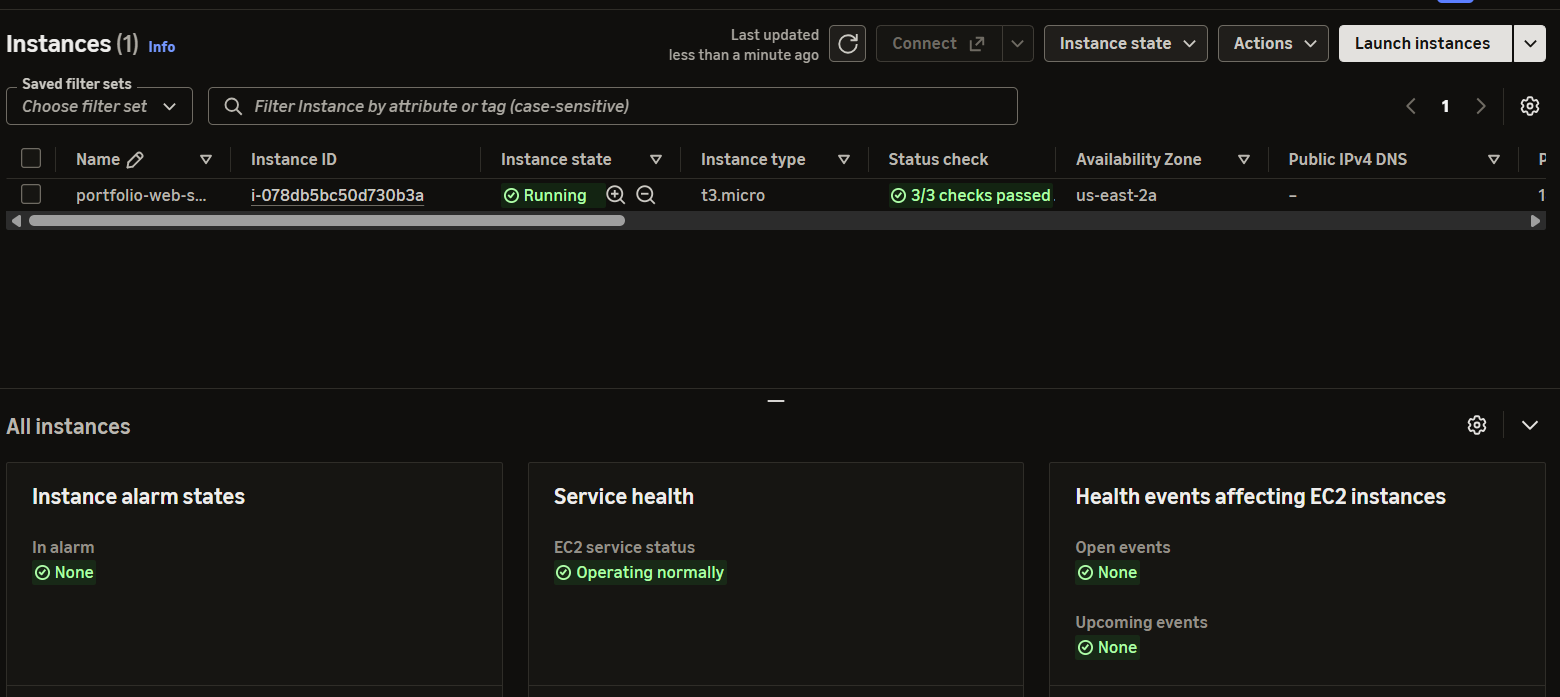 Instances (1) Info
Last updated
less than a minute ago
Connect
Instance state
Actions
Launch instances
Saved filter sets
Choose filter set
Filter Instance by attribute or tag (case-sensitive)
1
Name Instance ID Instance state Instance type Status check Availability Zone Public IPv4 DNS P
portfolio-web-s... i-078db5bc50d730b3a Running t3.micro 3/3 checks passed us-east-2a – 1
All instances
Instance alarm states
In alarm
None
Service health
EC2 service status
Operating normally
Health events affecting EC2 instances
Open events
None
Upcoming events
None